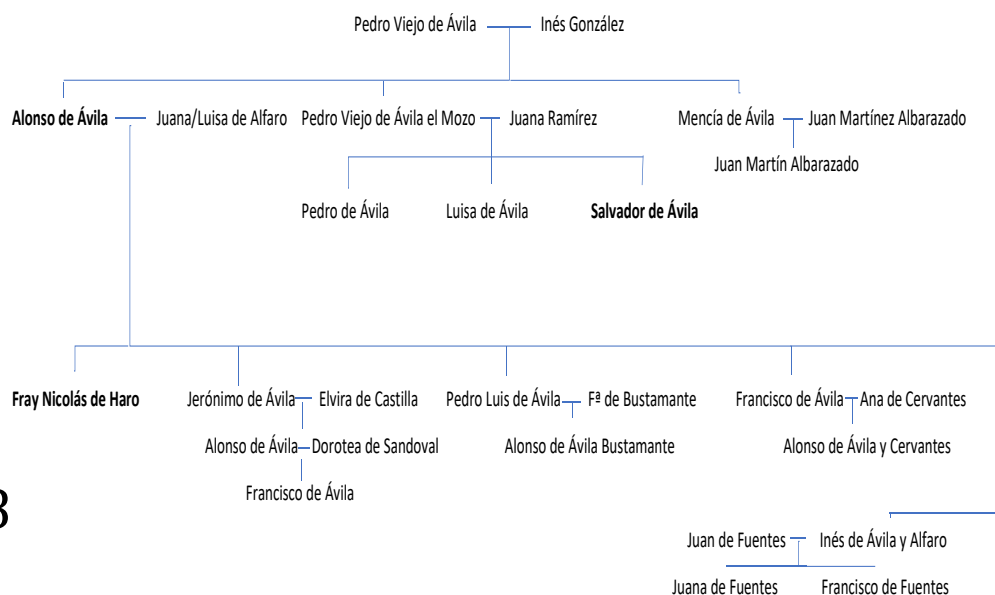 Pedro Viejo de Ávila Inés González
Alonso de Ávila Juana/Luisa de Alfaro Pedro Viejo de Ávila el Mozo Juana Ramírez Mencía de Ávila Juan Martínez Albarazado
Juan Martín Albarazado
Pedro de Ávila Luisa de Ávila Salvador de Ávila
Fray Nicolás de Haro Jerónimo de Ávila Elvira de Castilla Pedro Luis de Ávila Fª de Bustamante Francisco de Ávila Ana de Cervantes
Alonso de Ávila Dorotea de Sandoval Alonso de Ávila Bustamante Alonso de Ávila y Cervantes
Francisco de Ávila
Juan de Fuentes Inés de Ávila y Alfaro
Juana de Fuentes Francisco de Fuentes